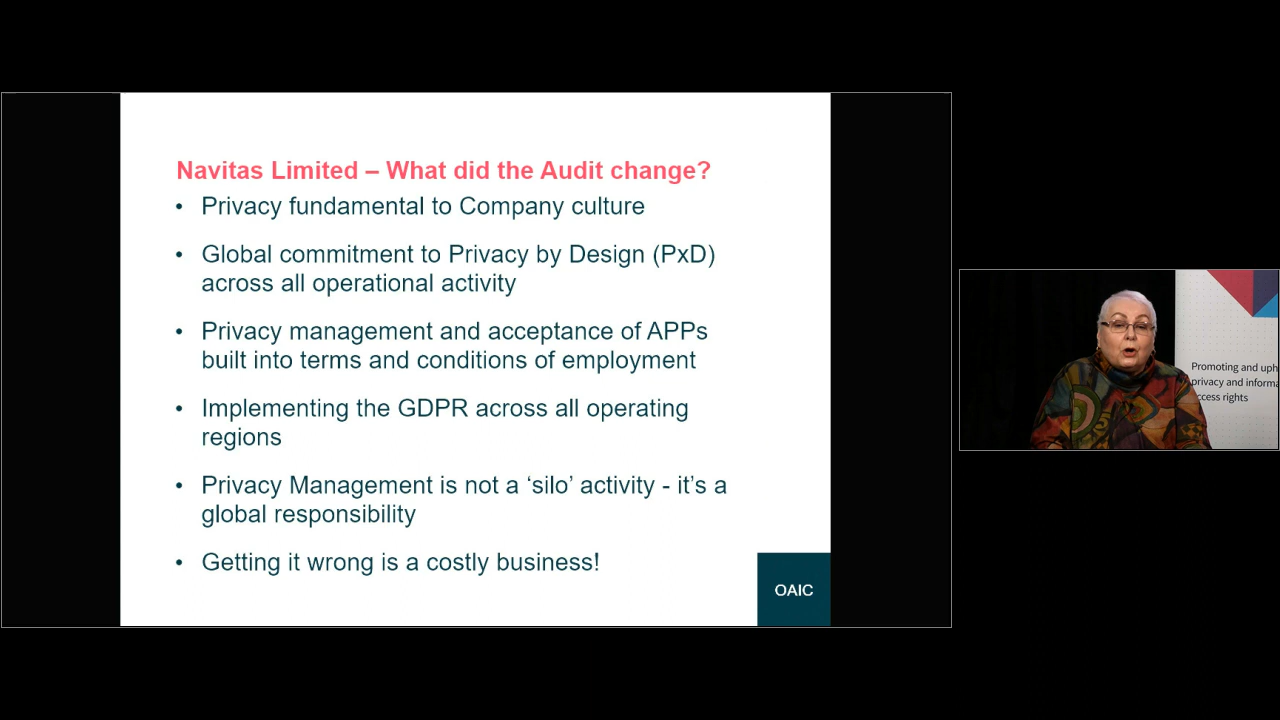 Navitas Limited – What did the Audit change?
• Privacy fundamental to Company culture
• Global commitment to Privacy by Design (PxD)
across all operational activity
• Privacy management and acceptance of APPs
built into terms and conditions of employment
• Implementing the GDPR across all operating
regions
• Privacy Management is not a ‘silo’ activity - it’s a
global responsibility
• Getting it wrong is a costly business!
OAIC
Promoting and uph
privacy and informa
ccess rights